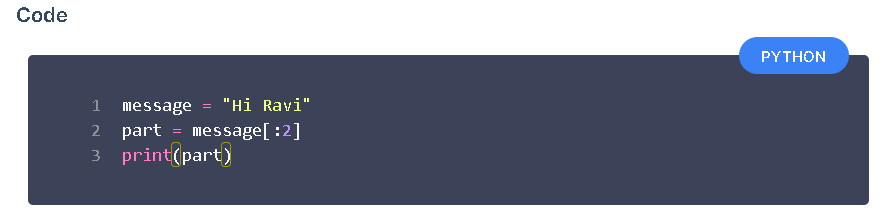 Code
PYTHON
1 message = "Hi Ravi"
2 part = message[:2]
3 print(part)